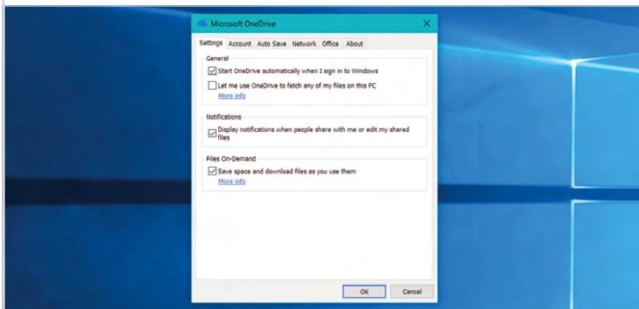 Microsoft OneDrive
Settings Account Auto Save Network Office About
General
Start OneDrive automatically when I sign in to Windows
Let me use OneDrive to fetch any of my files on this PC
More info
Notifications
Display notifications when people share with me or edit my shared
files
Files On-Demand
Save space and download files as you use them
More info
OK Cancel